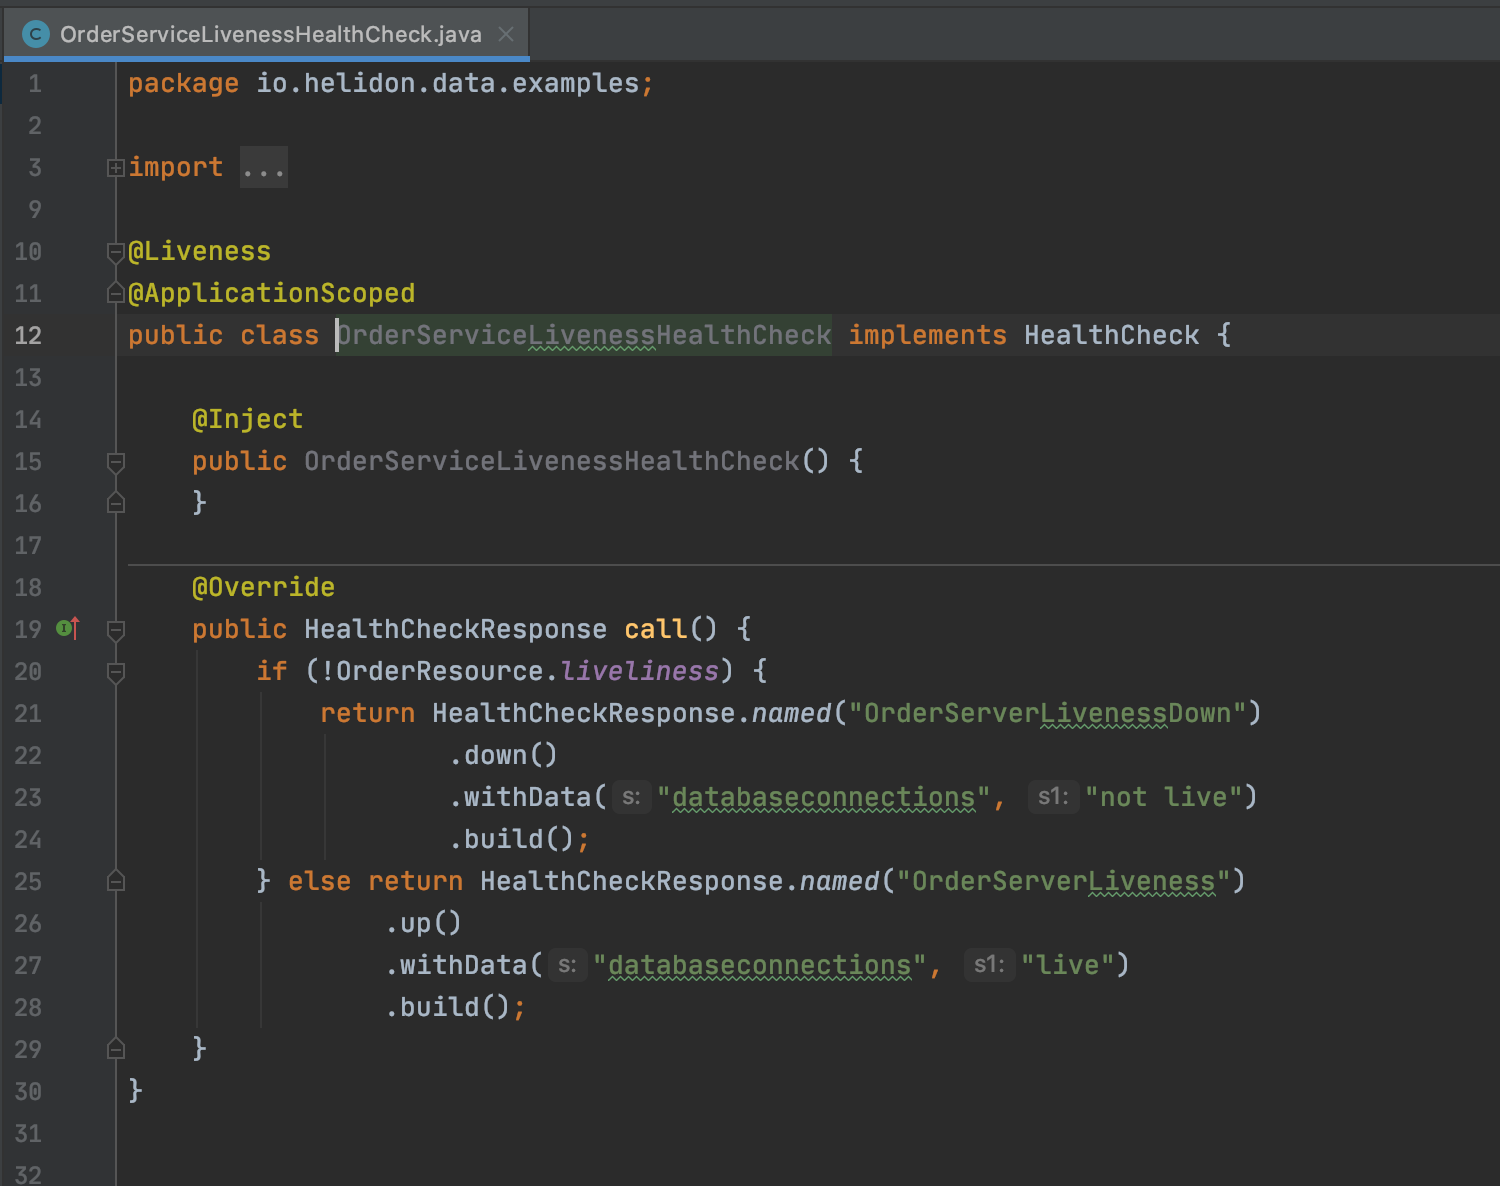 OrderServiceLivenessHealthCheck.java
1 package io.helidon.data.examples;
2
3 import ...
9
10 @Liveness
11 @ApplicationScoped
12 public class OrderServiceLivenessHealthCheck implements HealthCheck {
13
14 @Inject
15 public OrderServiceLivenessHealthCheck() {
16 }
17
18 @Override
19 public HealthCheckResponse call() {
20 if (!OrderResource.liveliness) {
21 return HealthCheckResponse.named("OrderServerLivenessDown")
22 .down()
23 .withData( s: "databaseconnections", s1: "not live")
24 .build();
25 } else return HealthCheckResponse.named("OrderServerLiveness")
26 .up()
27 .withData( s: "databaseconnections", s1: "live")
28 .build();
29 }
30 }
31
32